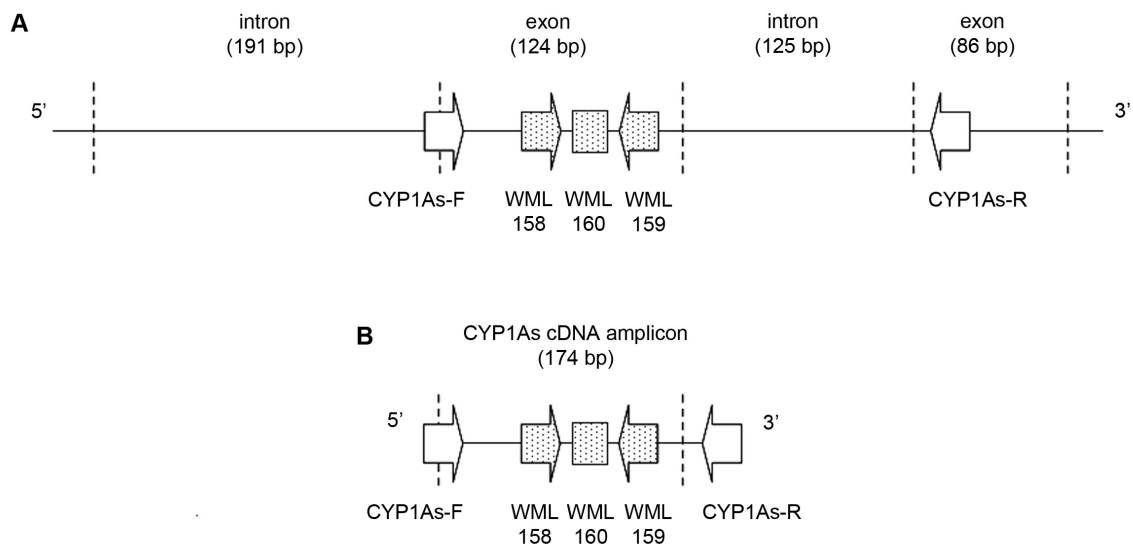 A
intron exon intron exon
(191 bp) (124 bp) (125 bp) (86 bp)
5’ 3’
CYP1As-F WML WML WML CYP1As-R
158 160 159
B CYP1As cDNA amplicon
(174 bp)
5’ 3’
CYP1As-F WML WML WML CYP1As-R
158 160 159